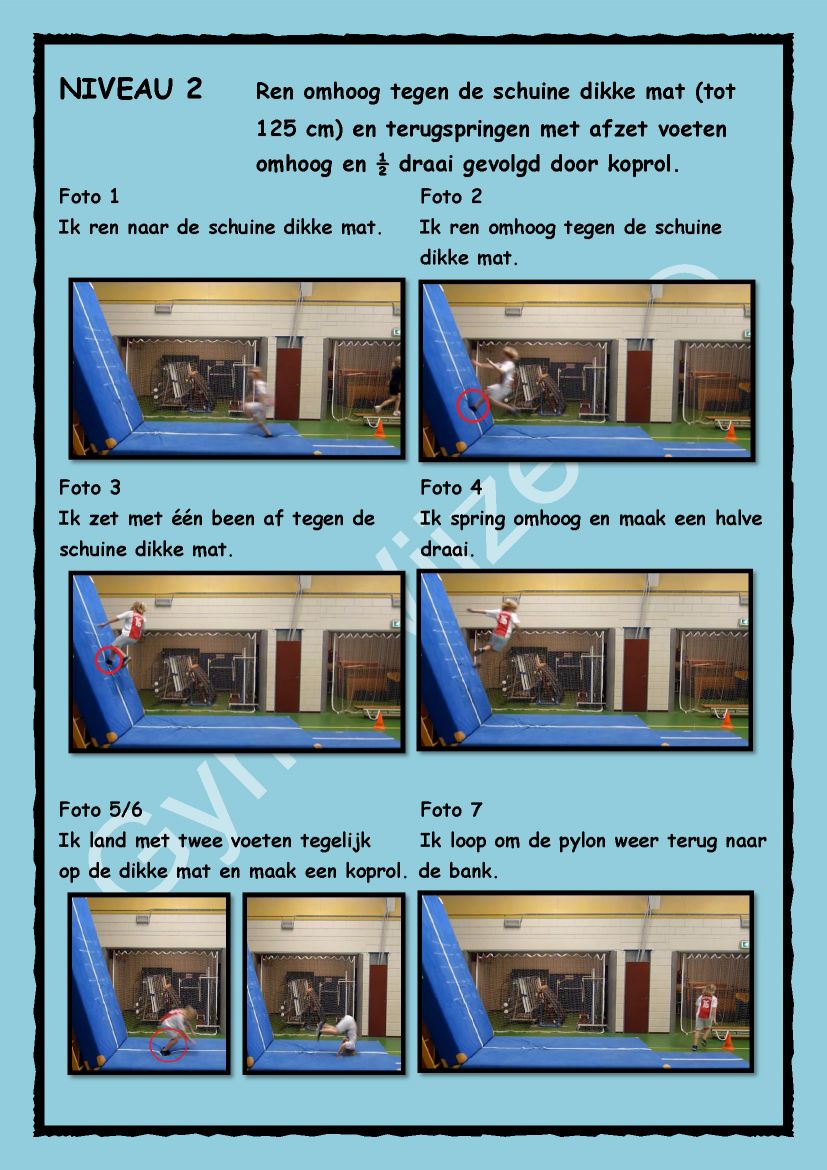 NIVEAU 2
Ren omhoog tegen de schuine dikke mat (tot
125 cm) en terugspringen met afzet voeten
omhoog en ½ draai gevolgd door koprol.
Foto 1
Ik ren naar de schuine dikke mat.
Foto 2
Ik ren omhoog tegen de schuine
dikke mat.
Foto 3
Ik zet met één been af tegen de
schuine dikke mat.
Foto 4
Ik spring omhoog en maak een halve
draai.
Foto 5/6
Ik land met twee voeten tegelijk
op de dikke mat en maak een koprol.
Foto 7
Ik loop om de pylon weer terug naar
de bank.